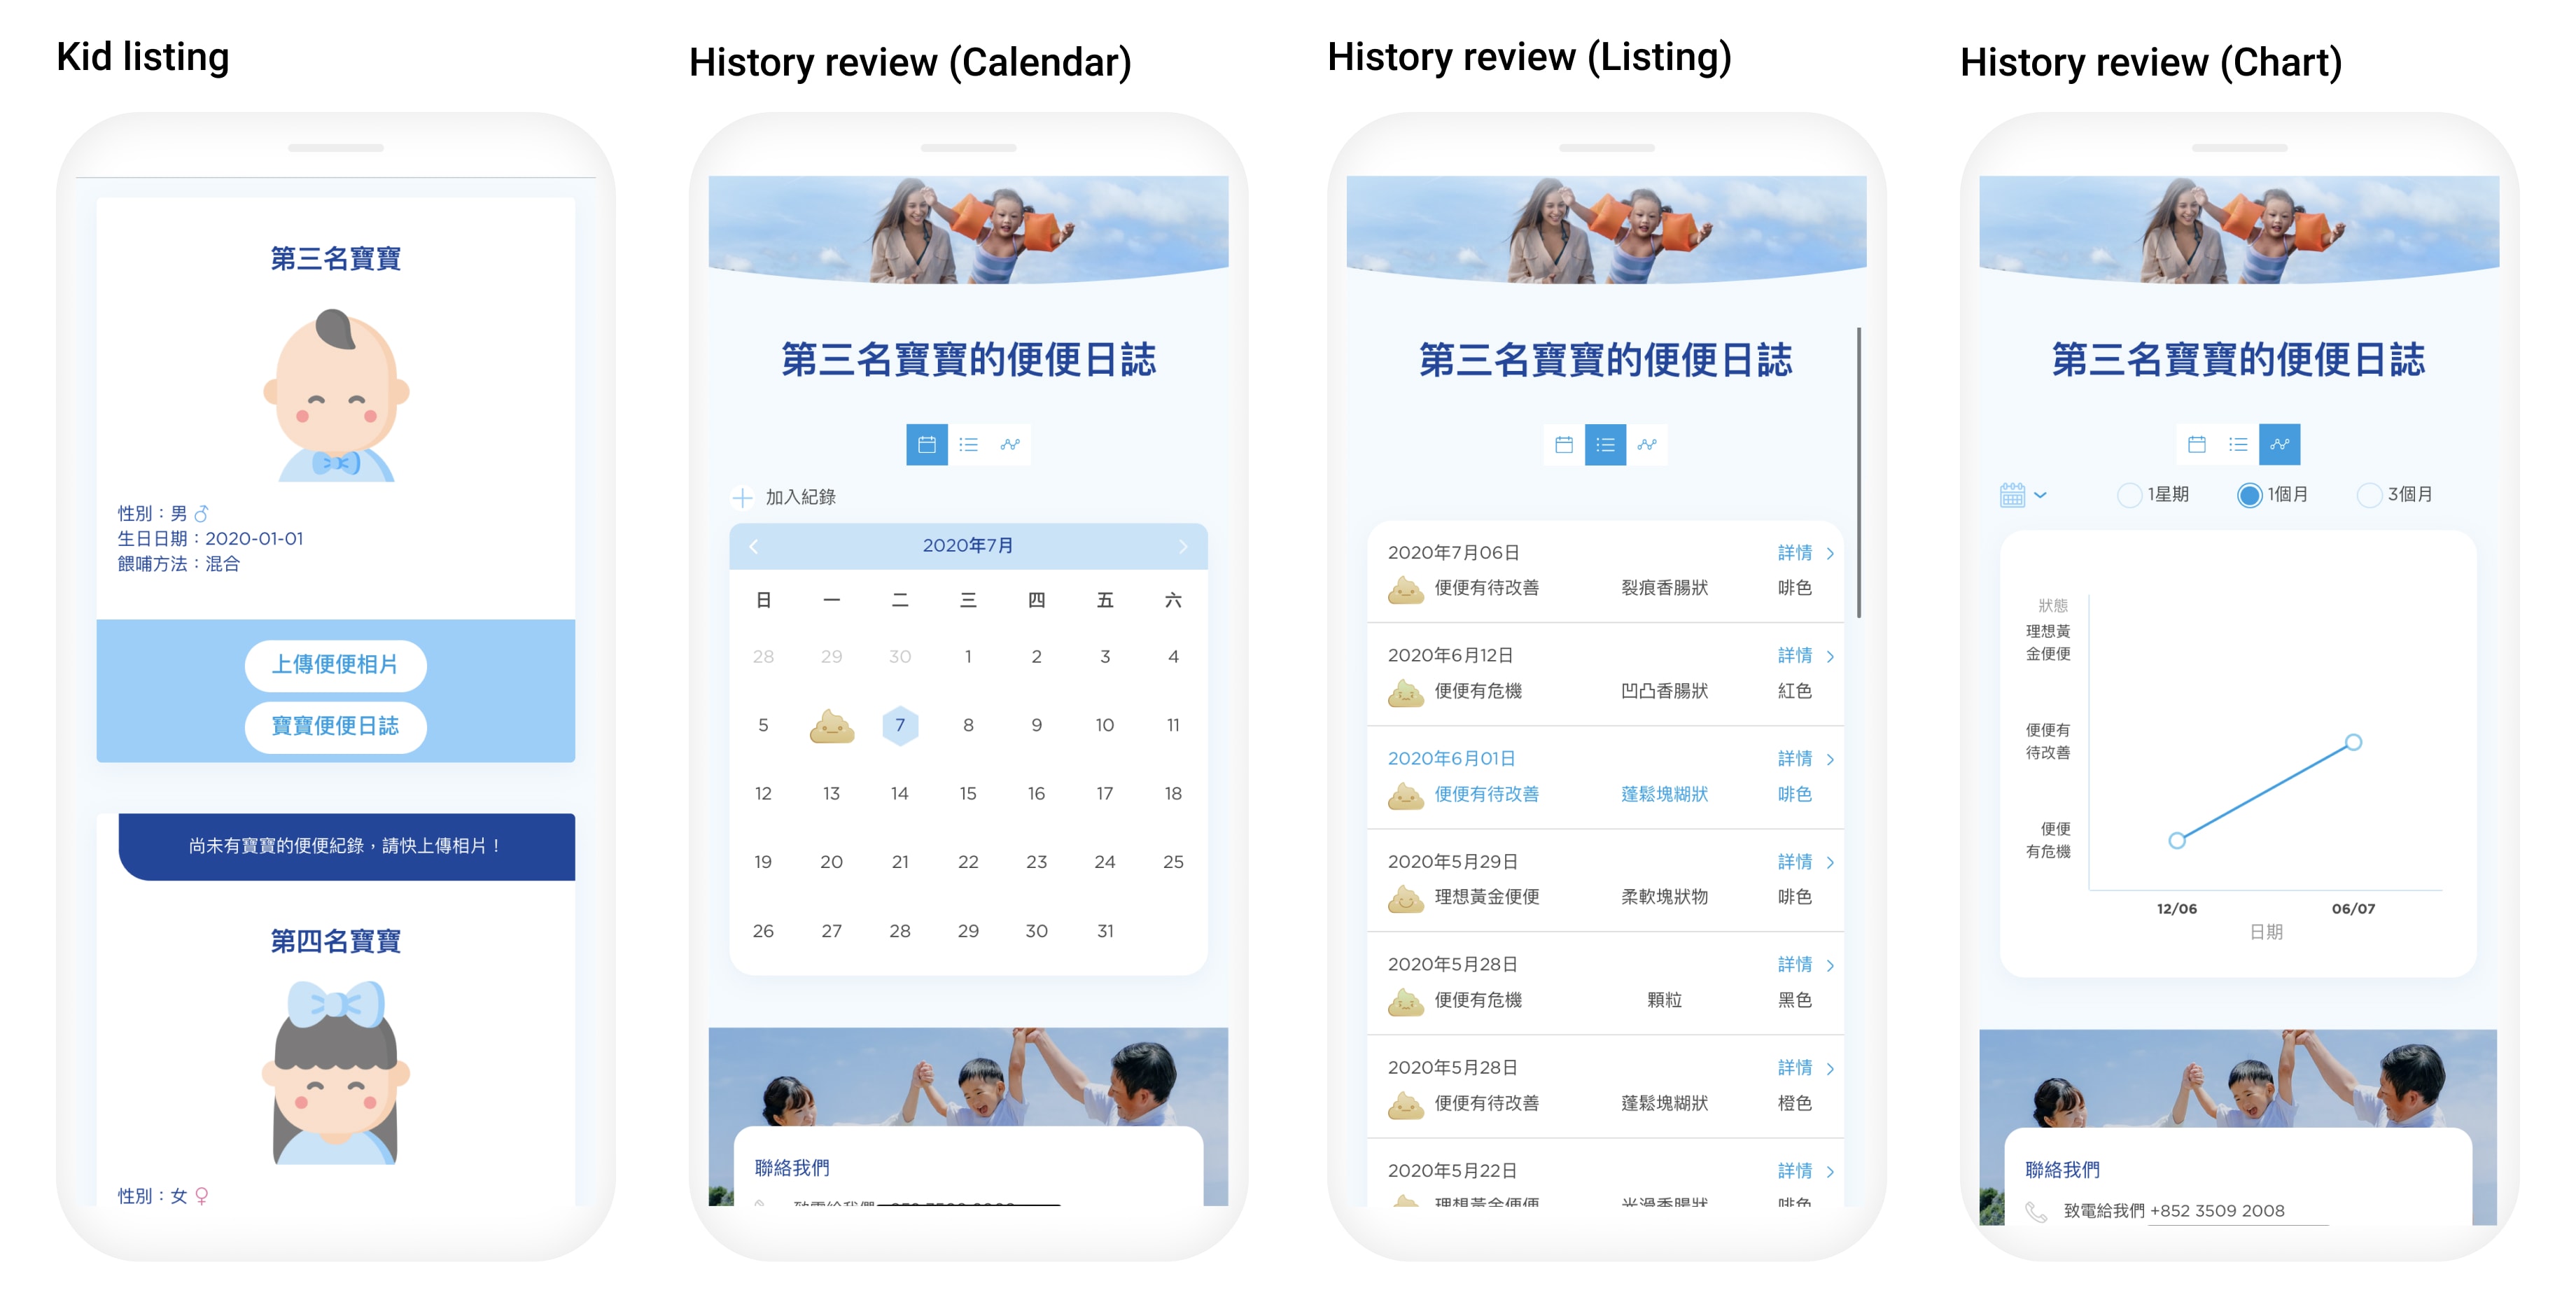 Kid listing
第三名寶寶
性別：男
生日日期：2020-01-01
餵哺方法：混合
上傳便便相片
寶寶便便日誌
尚未有寶寶的便便紀錄，請快上傳相片！
第四名寶寶
性別：女
History review (Calendar)
第三名寶寶的便便日誌
加入紀錄
2020年7月
日 一 二 三 四 五 六
28 29 30 1 2 3 4
5 7 8 9 10 11
12 13 14 15 16 17 18
19 20 21 22 23 24 25
26 27 28 29 30 31
聯絡我們
致電給我們
History review (Listing)
第三名寶寶的便便日誌
2020年7月06日 詳情
便便有待改善 裂痕香腸狀 啡色
2020年6月12日 詳情
便便有危機 凹凸香腸狀 紅色
2020年6月01日 詳情
便便有待改善 蓬鬆塊糊狀 啡色
2020年5月29日 詳情
理想黃金便便 柔軟塊狀物 啡色
2020年5月28日 詳情
便便有危機 顆粒 黑色
2020年5月28日 詳情
便便有待改善 蓬鬆塊糊狀 橙色
2020年5月22日 詳情
理想黃金便便 光滑香腸狀 啡色
History review (Chart)
第三名寶寶的便便日誌
1星期 1個月 3個月
狀態
理想黃
金便便
便便有
待改善
便便
有危機
12/06 06/07
日期
聯絡我們
致電給我們 +852 3509 2008